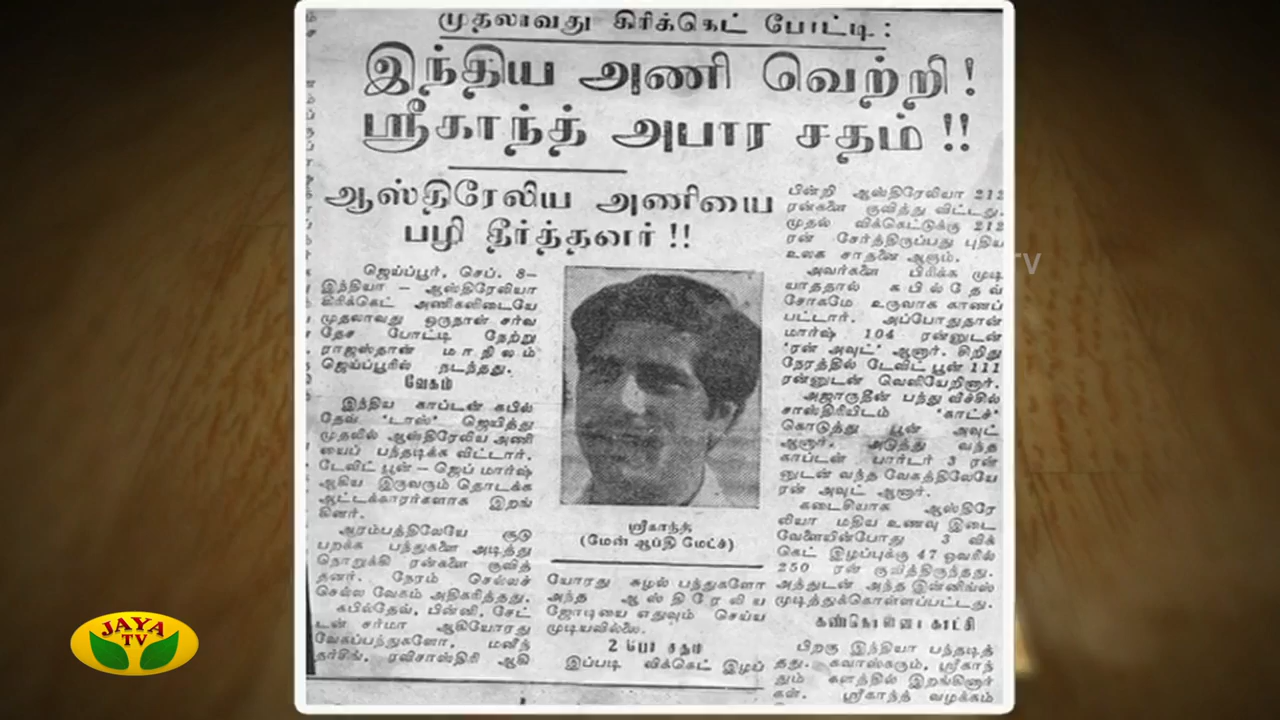 முதலாவது கிரிக்கெட் போட்டி:
இந்திய அணி வெற்றி!
ஸ்ரீகாந்த் அபார சதம் !!
ஆஸ்திரேலிய அணியை
பழி தீர்த்தனர் !!
ஜெய்ப்பூர், செப். 8—
இந்தியா — ஆஸ்திரேலியா
கிரிக்கெட் அணிகளிடையே
முதலாவது ஒருநாள் சர்வ
தேச போட்டி நேற்று
ராஜஸ்தான் மாநிலம்
ஜெய்ப்பூரில் நடந்தது.
வேகம்
இந்திய காப்டன் கபில்
தேவ் 'டாஸ்' ஜெயித்து
முதலில் ஆஸ்திரேலிய அணி
யைப் பந்தடிக்க விட்டார்.
டேவிட் பூன் — ஜெப் மார்ஷ்
ஆகிய இருவரும் தொடக்க
ஆட்டக்காரர்களாக இறங்
கினர்.
ஆரம்பத்திலேயே சூடு
பறக்க பந்துகளை அடித்து
நொறுக்கி ரன்களை குவித்
தனர். நேரம் செல்லச்
செல்ல வேகம் அதிகரித்தது.
கபில்தேவ், பின்னி, சேட்
டன் சர்மா ஆகியோரது
வேகப்பந்துகளோ, மனிந்
தர்சிங், ரவிசாஸ்திரி ஆகி
ஸ்ரீகாந்த்
(மேன் ஆப்தி மேட்ச்)
யோரது சுழல் பந்துகளோ
அந்த ஆஸ்திரேலிய
ஜோடியை எதுவும் செய்ய
முடியவில்லை.
2 பேர் சதம்
இப்படி விக்கெட் இழப்
பின்றி ஆஸ்திரேலியா 212
ரன்களை குவித்து விட்டது.
முதல் விக்கெட்டுக்கு 212
ரன் சேர்த்திருப்பது புதிய
உலக சாதனை ஆகும்.
அவர்களை பிரிக்க முடி
யாததால் கபில்தேவ்
சோகமே உருவாக காணப்
பட்டார். அப்போதுதான்
மார்ஷ் 104 ரன்னுடன்
'ரன் அவுட்' ஆனார். சிறிது
நேரத்தில் டேவிட் பூன் 111
ரன்னுடன் வெளியேறினார்.
அஜாருதீன் பந்து வீச்சில்
சாஸ்திரியிடம் 'காட்ச்'
கொடுத்து பூன் அவுட்
ஆனார். அடுத்து வந்த
காப்டன் பார்டர் 3 ரன்
னுடன் வந்த வேகத்திலேயே
ரன் அவுட் ஆனார்.
கடைசியாக ஆஸ்திரே
லியா மதிய உணவு இடை
வேளையின்போது 3 விக்
கெட் இழப்புக்கு 47 ஓவரில்
250 ரன் குவித்திருந்தது.
அத்துடன் அந்த இன்னிங்ஸ்
முடித்துக்கொள்ளப்பட்டது.
கண்கொள்ளா காட்சி
பிறகு இந்தியா பந்தடித்
தது. கவாஸ்கரும், ஸ்ரீகாந்
தும் களத்தில் இறங்கினார்
கள். ஸ்ரீகாந்த் வழக்கம்
TV
JAYA
TV